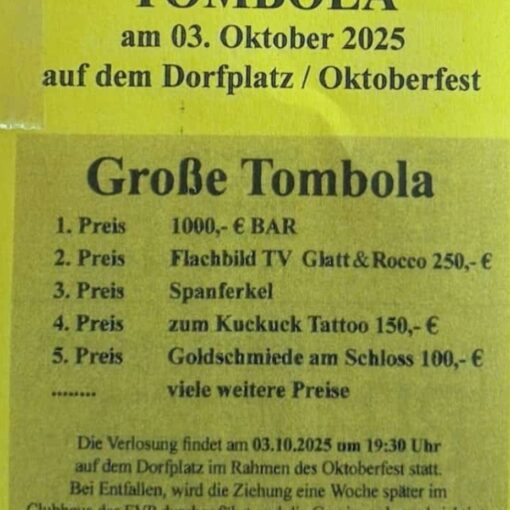 TOMBOLA
am 03. Oktober 2025
auf dem Dorfplatz / Oktoberfest
Große Tombola
1. Preis 1000,- € BAR
2. Preis Flachbild TV Glatt & Rocco 250,- €
3. Preis Spanferkel
4. Preis zum Kuckuck Tattoo 150,- €
5. Preis Goldschmiede am Schloss 100,- €
........ viele weitere Preise
Die Verlosung findet am 03.10.2025 um 19:30 Uhr
auf dem Dorfplatz im Rahmen des Oktoberfest statt.
Bei Entfallen, wird die Ziehung eine Woche später im